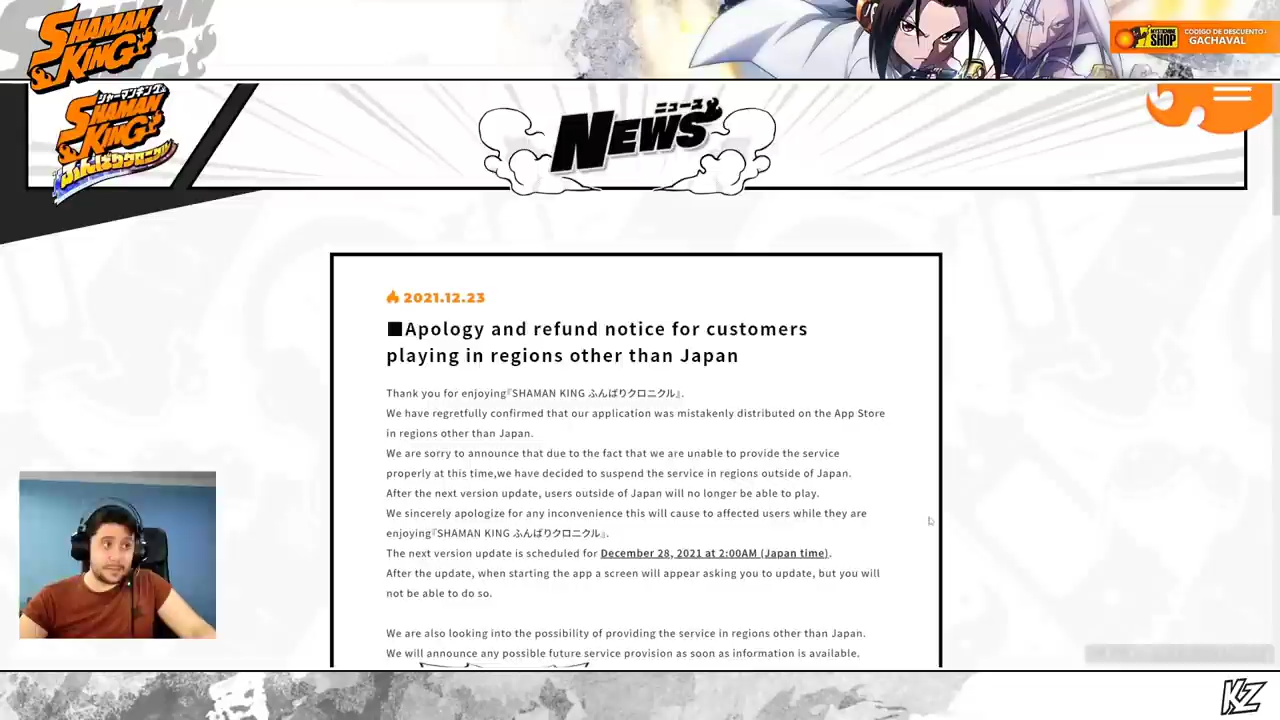 SHAMAN
KING
MYSTICMINE
SHOP
CODIGO DE DESCUENTO:
GACHAVAL
シャーマンキング
SHAMAN
KING
ふんばりクロニクル
ニュース
NEWS
2021.12.23
■Apology and refund notice for customers
playing in regions other than Japan
Thank you for enjoying『SHAMAN KING ふんばりクロニクル』.
We have regretfully confirmed that our application was mistakenly distributed on the App Store
in regions other than Japan.
We are sorry to announce that due to the fact that we are unable to provide the service
properly at this time,we have decided to suspend the service in regions outside of Japan.
After the next version update, users outside of Japan will no longer be able to play.
We sincerely apologize for any inconvenience this will cause to affected users while they are
enjoying『SHAMAN KING ふんばりクロニクル』.
The next version update is scheduled for December 28, 2021 at 2:00AM (Japan time).
After the update, when starting the app a screen will appear asking you to update, but you will
not be able to do so.
We are also looking into the possibility of providing the service in regions other than Japan.
We will announce any possible future service provision as soon as information is available.
KZ